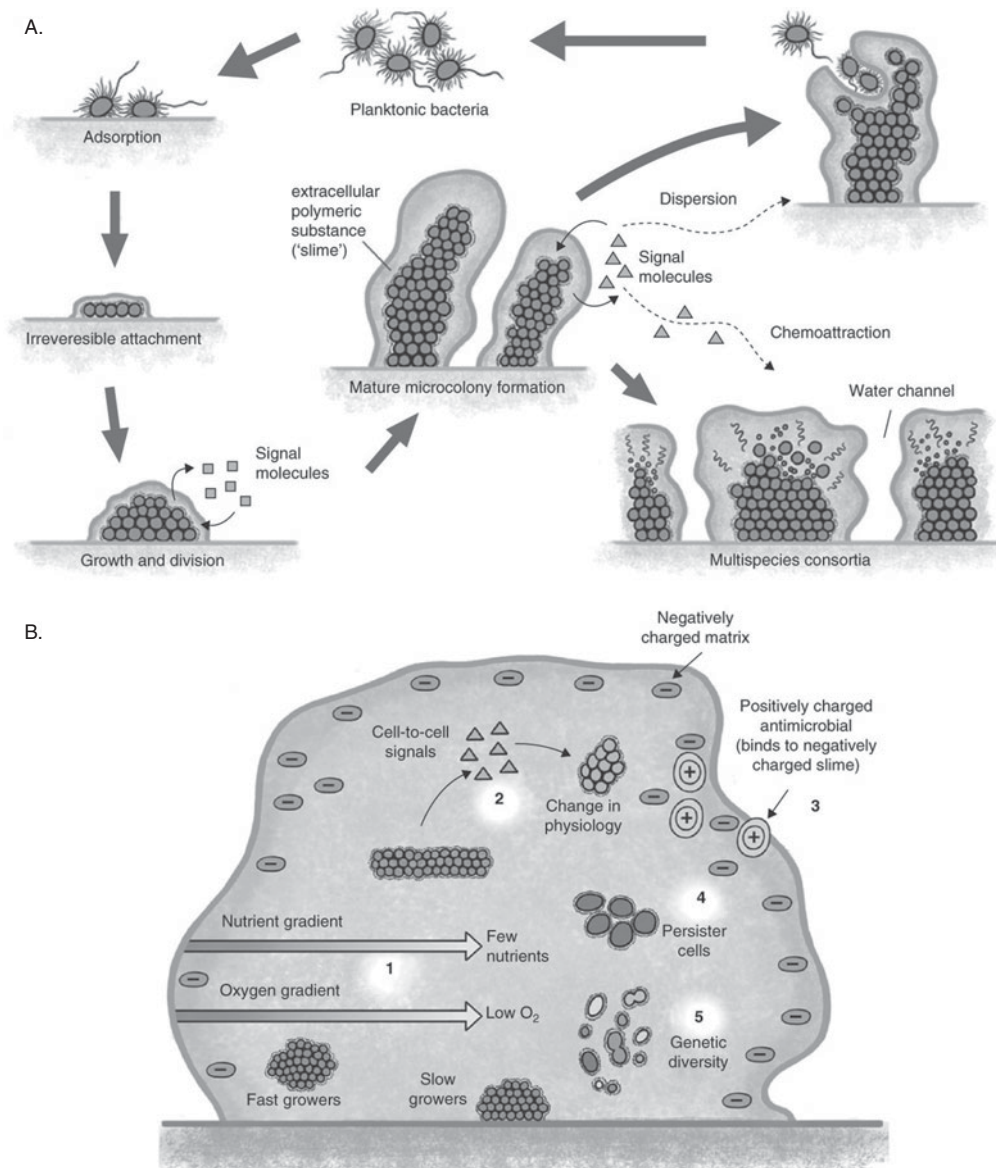 A.
Planktonic bacteria
Adsorption
extracellular
polymeric
substance
('slime')
Dispersion
Signal
molecules
Chemoattraction
Irreveresible attachment
Mature microcolony formation
Water channel
Signal
molecules
Growth and division
Multispecies consortia
B.
Negatively
charged matrix
Positively charged
antimicrobial
(binds to negatively
charged slime)
3
Cell-to-cell
signals
2
Change in
physiology
4
Persister
cells
Nutrient gradient
Few
nutrients
1
Oxygen gradient
Low O₂
5
Genetic
diversity
Fast growers
Slow
growers